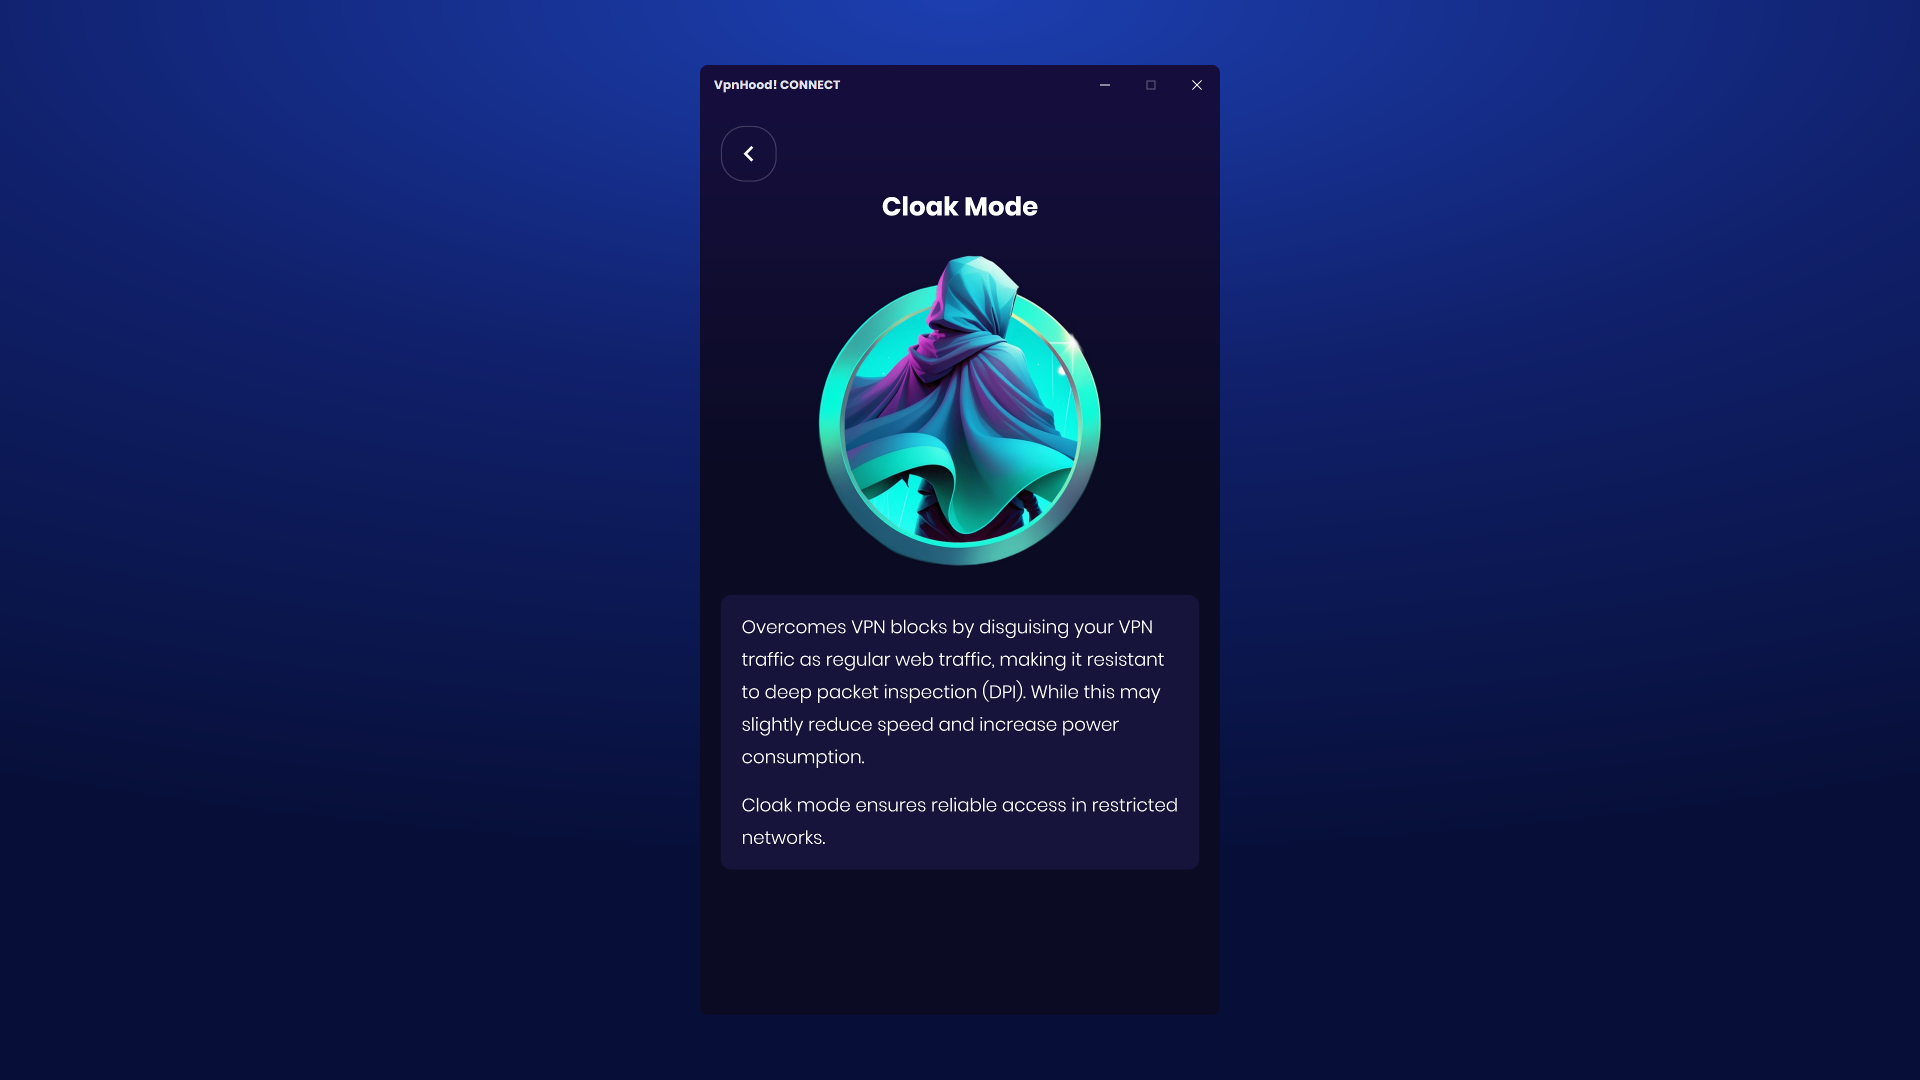 VpnHood! CONNECT
Cloak Mode
Overcomes VPN blocks by disguising your VPN
traffic as regular web traffic, making it resistant
to deep packet inspection (DPI). While this may
slightly reduce speed and increase power
consumption.
Cloak mode ensures reliable access in restricted
networks.